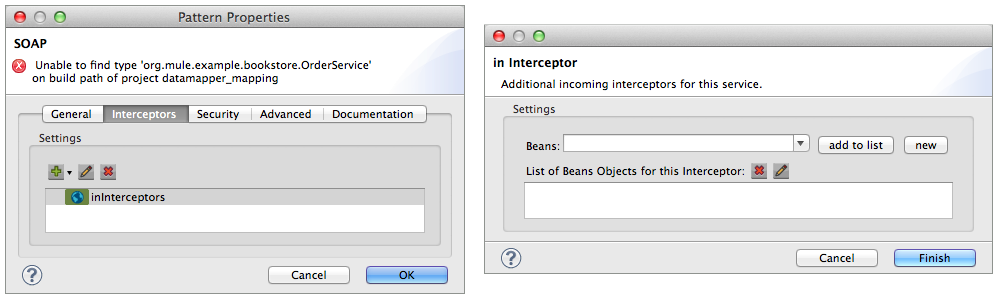 Pattern Properties
SOAP
Unable to find type 'org.mule.example.bookstore.OrderService'
on build path of project datamapper_mapping
General Interceptors Security Advanced Documentation
Settings
inInterceptors
? Cancel OK
in Interceptor
Additional incoming interceptors for this service.
Settings
Beans: add to list new
List of Beans Objects for this Interceptor:
? Cancel Finish